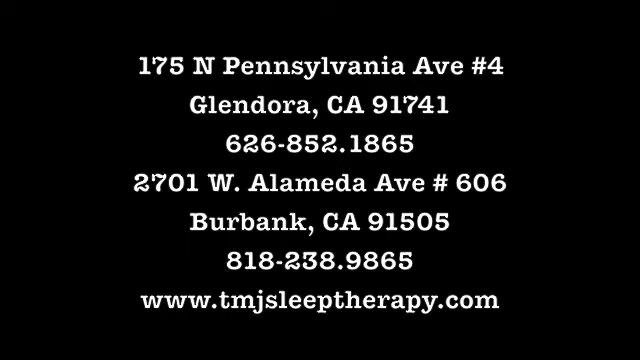 175 N Pennsylvania Ave #4
Glendora, CA 91741
626-852.1865
2701 W. Alameda Ave # 606
Burbank, CA 91505
818-238.9865
www.tmjsleeptherapy.com